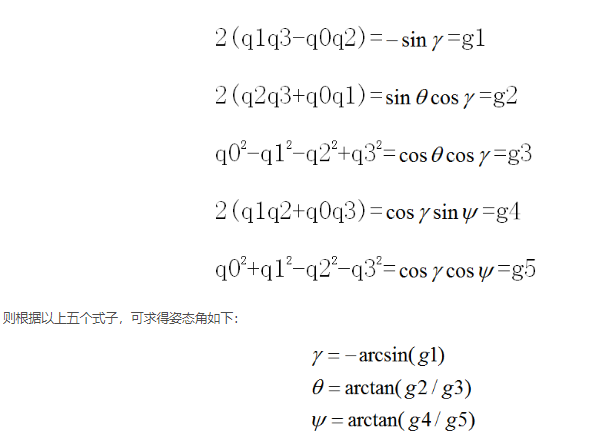 2(q1q3-q0q2)=-sin γ=g1
2(q2q3+q0q1)=sin θ cos γ=g2
q0²-q1²-q2²+q3²=cos θ cos γ=g3
2(q1q2+q0q3)=cos γ sin ψ=g4
q0²+q1²-q2²-q3²=cos γ cos ψ=g5
则根据以上五个式子，可求得姿态角如下：
γ = -arcsin(g1)
θ = arctan(g2 / g3)
ψ = arctan(g4 / g5)